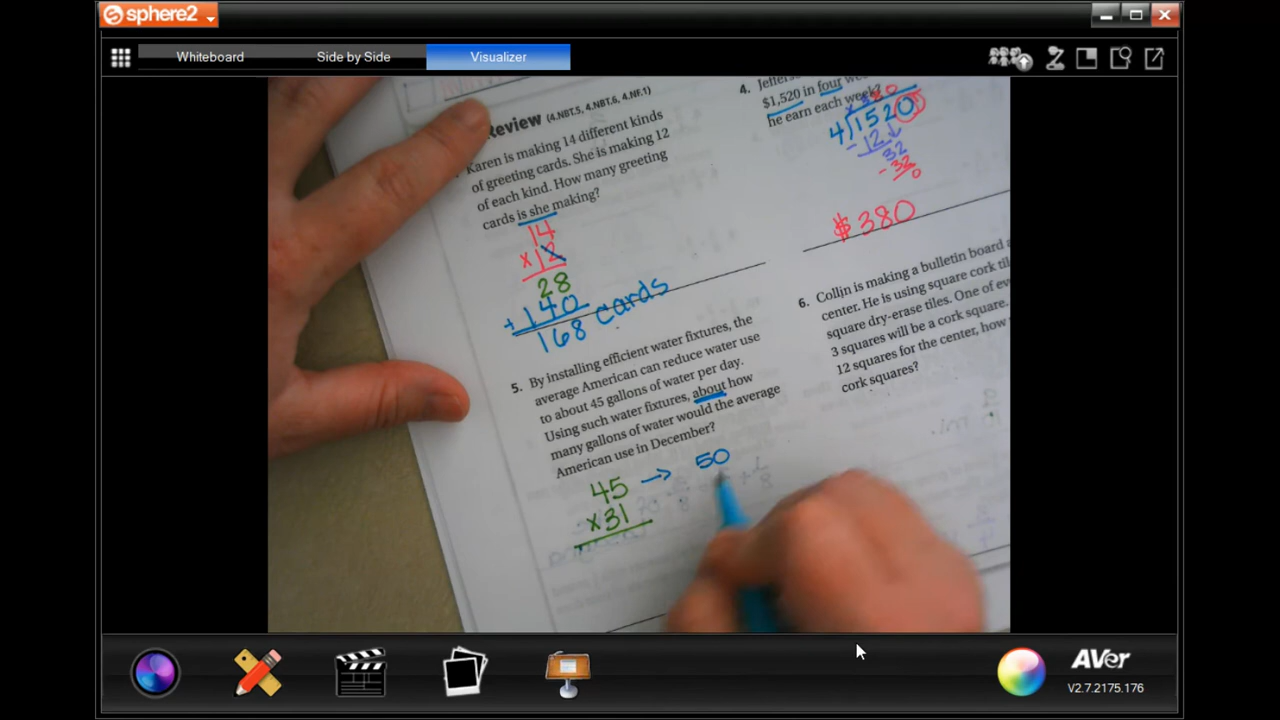 sphere2
Whiteboard
Side by Side
Visualizer
Review (4.NBT.5, 4.NBT.6, 4.NF.1)
Karen is making 14 different kinds
of greeting cards. She is making 12
of each kind. How many greeting
cards is she making?
14
x12
28
+140
168 cards
4.
$1,520 in four
he earn each week?
380
4)1520
-12
32
-32
0
$380
5. By installing efficient water fixtures, the
average American can reduce water use
to about 45 gallons of water per day.
Using such water fixtures, about how
many gallons of water would the average
American use in December?
45 → 50
x31
6. Collin is making a bulletin board
center. He is using square cork
square dry-erase tiles. One of
3 squares will be a cork square.
12 squares for the center, how
cork squares?
AVer
V2.7.2175.176